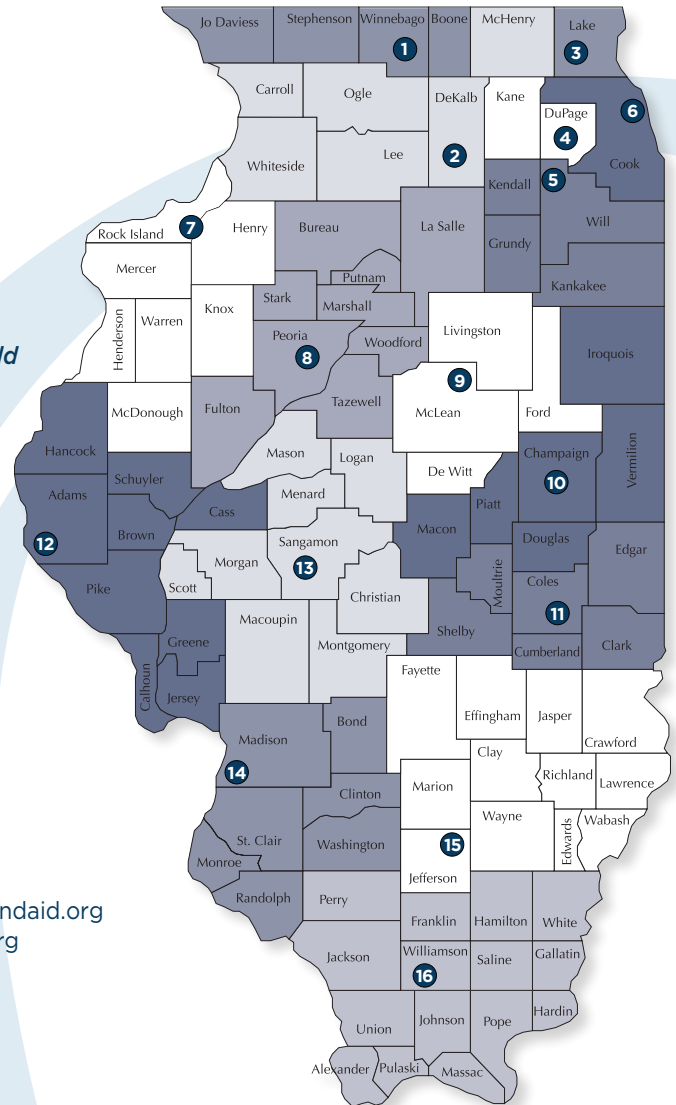 Jo Daviess
Stephenson
Winnebago
Boone
McHenry
Lake
1
3
Carroll
Ogle
DeKalb
Kane
DuPage
6
4
Cook
Whiteside
Lee
2
5
Kendall
Will
Rock Island
7
Henry
Bureau
La Salle
Grundy
Mercer
Putnam
Kankakee
Henderson
Warren
Knox
Stark
Marshall
Livingston
ld
Peoria
8
Woodford
Iroquois
9
McDonough
Fulton
Tazewell
McLean
Ford
Hancock
Mason
Logan
Champaign
Vermilion
Schuyler
De Witt
10
Adams
Menard
Cass
Macon
Piatt
12
Brown
Sangamon
13
Douglas
Edgar
Pike
Scott
Morgan
Christian
Moultrie
Coles
11
Macoupin
Greene
Montgomery
Shelby
Cumberland
Clark
Calhoun
Jersey
Fayette
Effingham
Jasper
Crawford
Madison
14
Bond
Clay
Clinton
Marion
Richland
Lawrence
St. Clair
Washington
Wayne
Edwards
Wabash
Monroe
15
Jefferson
Randolph
Perry
Franklin
Hamilton
White
ndaid.org
rg
Jackson
Williamson
16
Saline
Gallatin
Union
Johnson
Pope
Hardin
Alexander
Pulaski
Massac